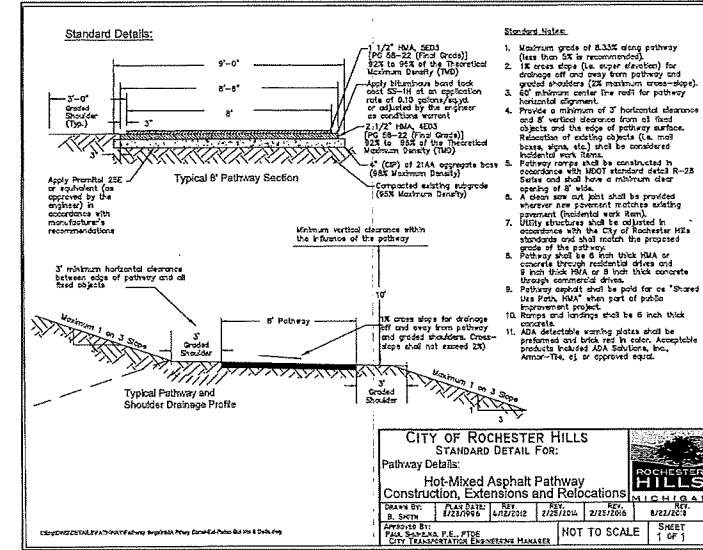 Standard Details:
9'-0"
8'-6"
8'
3'-0"
Graded
Shoulder
(Typ.)
3"
3"
1 1/2" HMA, 5E03
[PG 58-22 (Final Grade)]
92% to 96% of the Theoretical
Maximum Density (TMD)
Apply bituminous bond tack
coat SS-1H at an application
rate of 0.10 gallons/sq.yd.
or adjusted by the engineer
as conditions warrant
2-1/2" HMA, 4E03
[PG 58-22 (Final Grade)]
92% to 96% of the Theoretical
Maximum Density (TMD)
4" (CIP) of 21AA aggregate base
(98% Maximum Density)
Compacted existing subgrade
(95% Maximum Density)
Apply Pramitol 25E
or equivalent (as
approved by the
engineer) in
accordance with
manufacturer's
recommendations
Typical 8' Pathway Section
Minimum vertical clearance within
the influence of the pathway
3' minimum horizontal clearance
between edge of pathway and all
fixed objects
10'
Maximum 1 on 3 Slope
3'
Graded
Shoulder
8' Pathway
1% cross slope for drainage
off and away from pathway
and graded shoulders. Cross-
slope shall not exceed 2%)
3'
Graded
Shoulder
Maximum 1 on 3 Slope
1
3
Typical Pathway and
Shoulder Drainage Profile
Standard Notes:
1. Maximum grade of 8.33% along pathway
(less than 5% is recommended).
2. 1% cross slope (i.e. super elevation) for
drainage off and away from pathway and
graded shoulders (2% maximum cross-slope).
3. 60' minimum center line radii for pathway
horizontal alignment.
4. Provide a minimum of 3' horizontal clearance
and 8' vertical clearance from all fixed
objects and the edge of pathway surface.
Relocation of existing objects (i.e. mail
boxes, signs, etc.) shall be considered
incidental work items.
5. Pathway ramps shall be constructed in
accordance with MDOT standard detail R-28
Series and shall have a minimum clear
opening of 8' wide.
6. A clean saw cut joint shall be provided
wherever new pavement matches existing
pavement (incidental work item).
7. Utility structures shall be adjusted in
accordance with the City of Rochester Hills
standards and shall match the proposed
grade of the pathway.
8. Pathway shall be 6 inch thick HMA or
concrete through residential drives and
9 inch thick HMA or 8 inch thick concrete
through commercial drives.
9. Pathway asphalt shall be paid for as "Shared
Use Path, HMA" when part of public
improvement project.
10. Ramps and landings shall be 6 inch thick
concrete.
11. ADA detectable warning plates shall be
preformed and brick red in color. Acceptable
products included ADA Solutions, Inc.,
Armor-Tile, ej, or approved equal.
CITY OF ROCHESTER HILLS
STANDARD DETAIL FOR:
Pathway Details:
Hot-Mixed Asphalt Pathway
Construction, Extensions and Relocations
ROCHESTER
HILLS
MICHIGAN
DRAWN BY:
B. SMITH
PLAN DATE:
8/23/1996
REV.
4/12/2012
REV.
2/25/2014
REV.
2/23/2016
REV.
8/22/2018
APPROVED BY:
P.E., PTOE
CITY TRANSPORTATION ENGINEERING MANAGER
NOT TO SCALE
SHEET
1 OF 1